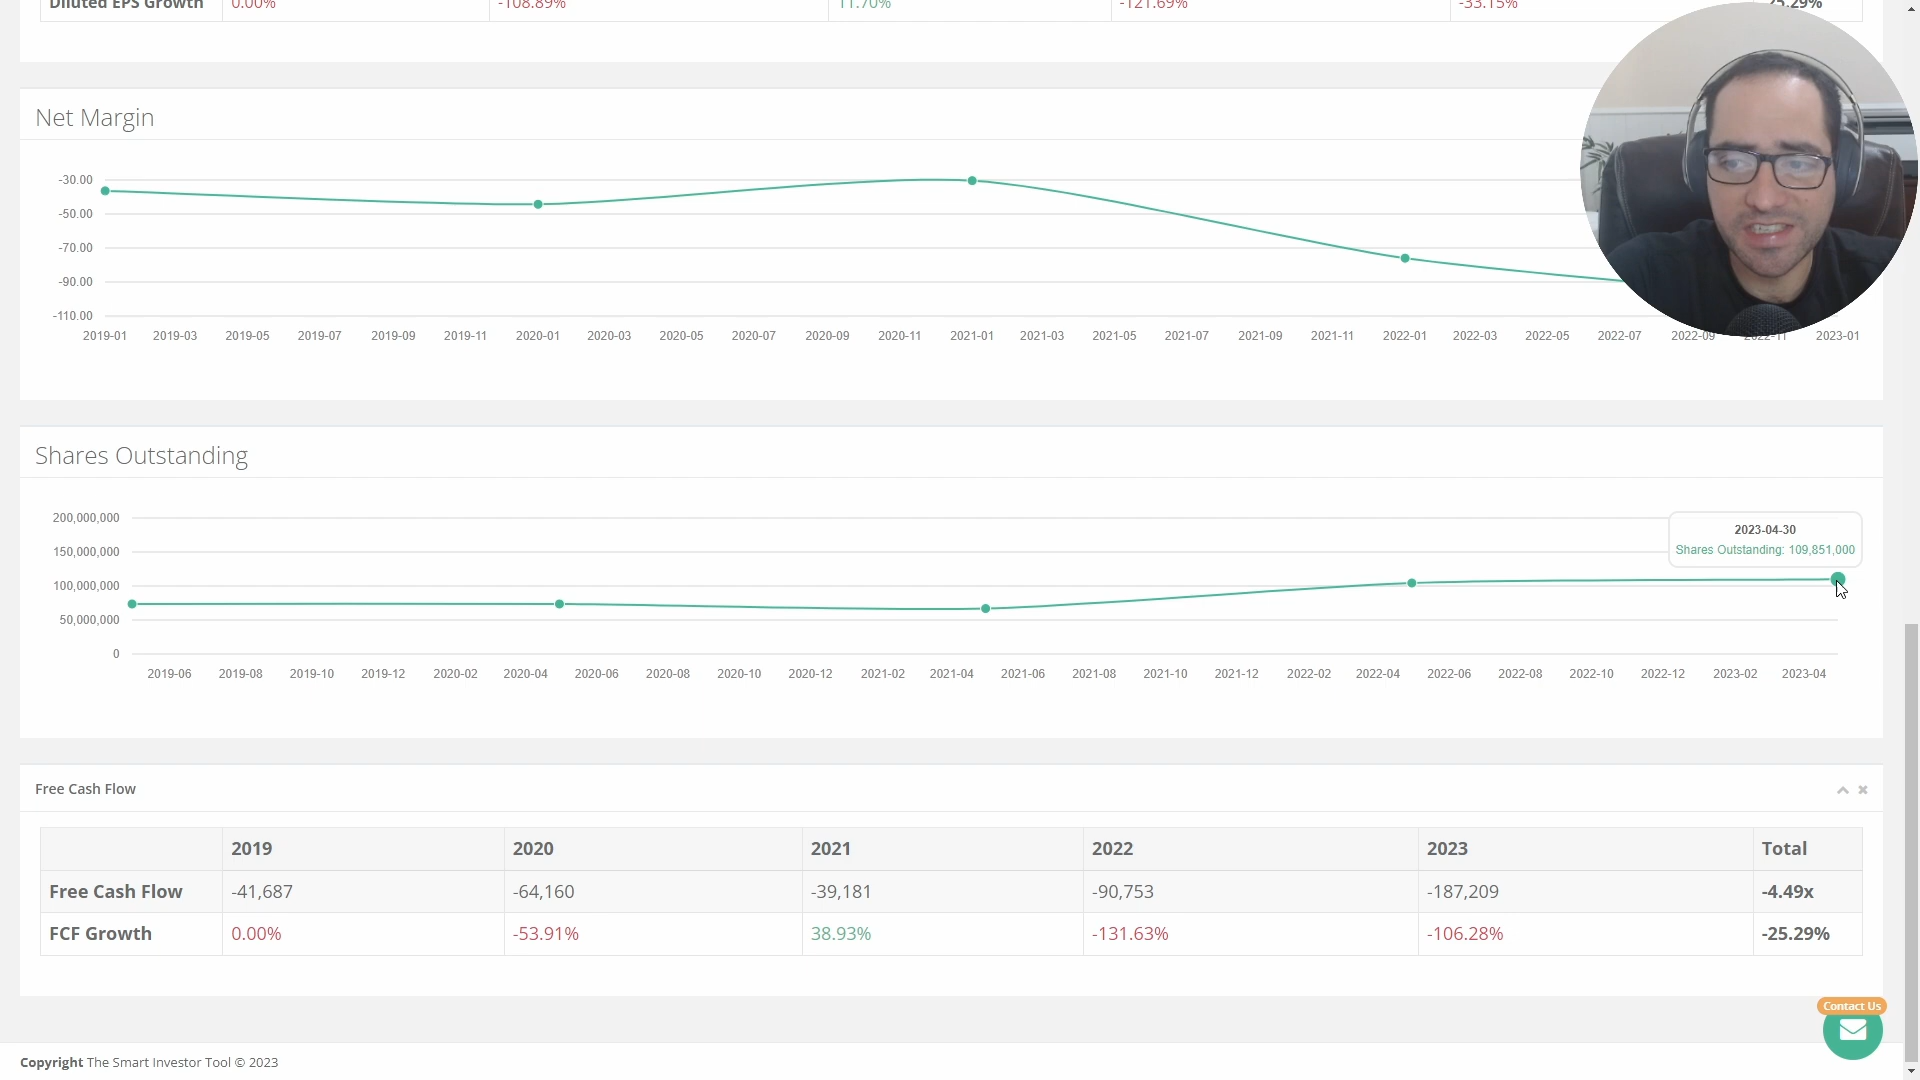 Diluted EPS Growth 0.00% -108.89% 11.70% -121.69% -33.15% 25.29%
Net Margin
-30.00
-50.00
-70.00
-90.00
-110.00
2019-01 2019-03 2019-05 2019-07 2019-09 2019-11 2020-01 2020-03 2020-05 2020-07 2020-09 2020-11 2021-01 2021-03 2021-05 2021-07 2021-09 2021-11 2022-01 2022-03 2022-05 2022-07 2022-09 2022-11 2023-01
Shares Outstanding
200,000,000
150,000,000
100,000,000
50,000,000
0
2023-04-30
Shares Outstanding: 109,851,000
2019-06 2019-08 2019-10 2019-12 2020-02 2020-04 2020-06 2020-08 2020-10 2020-12 2021-02 2021-04 2021-06 2021-08 2021-10 2021-12 2022-02 2022-04 2022-06 2022-08 2022-10 2022-12 2023-02 2023-04
Free Cash Flow
2019 2020 2021 2022 2023 Total
Free Cash Flow -41,687 -64,160 -39,181 -90,753 -187,209 -4.49x
FCF Growth 0.00% -53.91% 38.93% -131.63% -106.28% -25.29%
Contact Us
Copyright The Smart Investor Tool © 2023